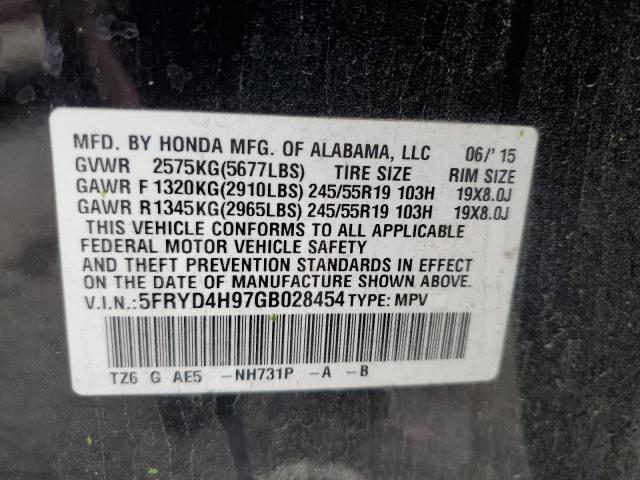 MFD. BY HONDA MFG. OF ALABAMA, LLC 06/'15
GVWR 2575KG(5677LBS) TIRE SIZE RIM SIZE
GAWR F 1320KG(2910LBS) 245/55R19 103H 19X8.0J
GAWR R 1345KG(2965LBS) 245/55R19 103H 19X8.0J
THIS VEHICLE CONFORMS TO ALL APPLICABLE
FEDERAL MOTOR VEHICLE SAFETY
AND THEFT PREVENTION STANDARDS IN EFFECT
ON THE DATE OF MANUFACTURE SHOWN ABOVE.
V.I.N.:5FRYD4H97GB028454 TYPE: MPV
TZ6 G AE5 -NH731P -A -B